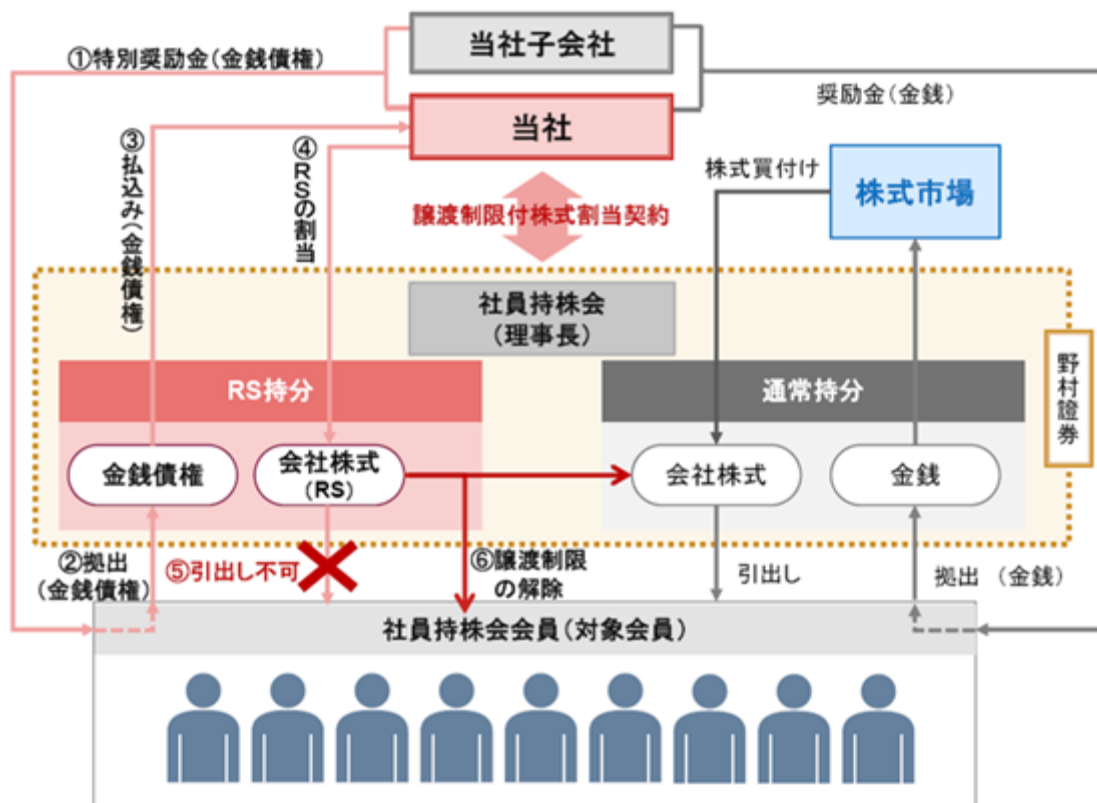 当社子会社
①特別奨励金(金銭債権)
奨励金(金銭)
当社
③払込み(金銭債権)
④RSの割当
株式買付け
株式市場
譲渡制限付株式割当契約
社員持株会
(理事長)
野村證券
RS持分
通常持分
金銭債権
会社株式
(RS)
会社株式
金銭
②拠出
(金銭債権)
⑤引出し不可
⑥譲渡制限
の解除
引出し
拠出 (金銭)
社員持株会会員(対象会員)